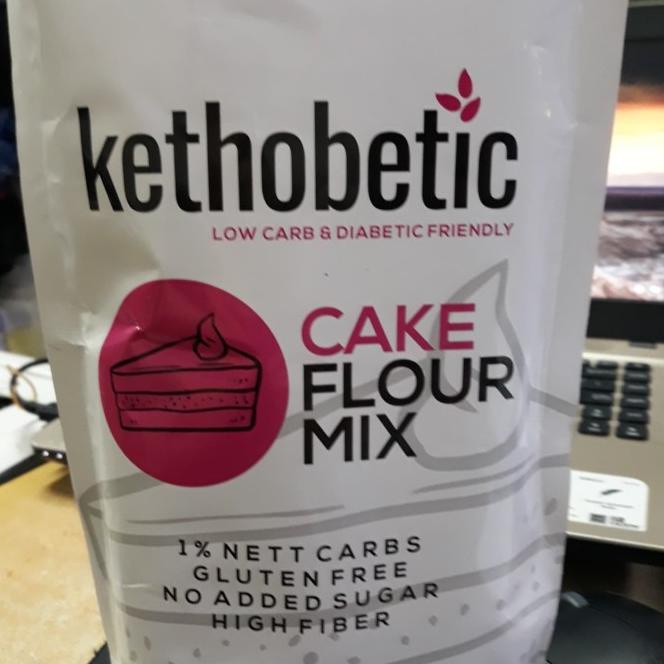 kethobetic
LOW CARB & DIABETIC FRIENDLY
CAKE
FLOUR
MIX
1% NETT CARBS
GLUTEN FREE
NO ADDED SUGAR
HIGH FIBER